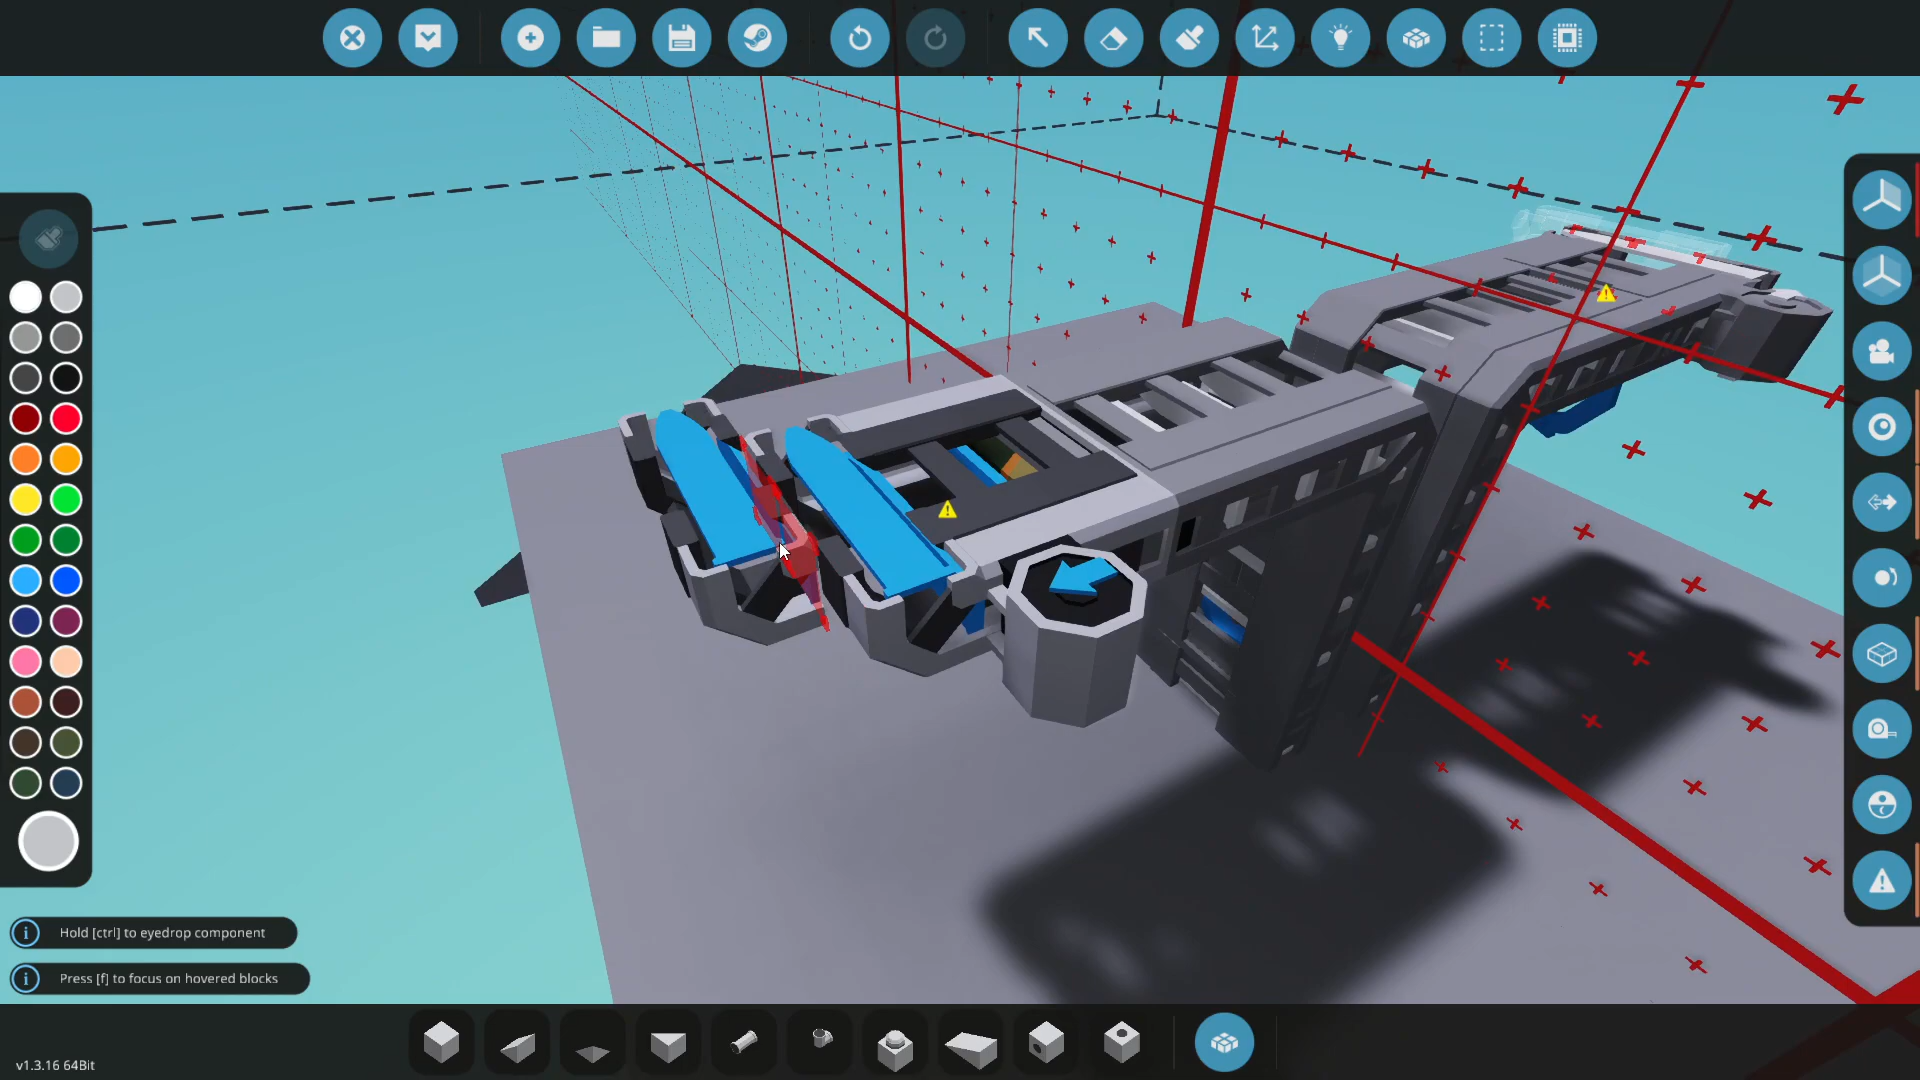 Hold [ctrl] to eyedrop component
Press [f] to focus on hovered blocks
v1.3.16 64Bit